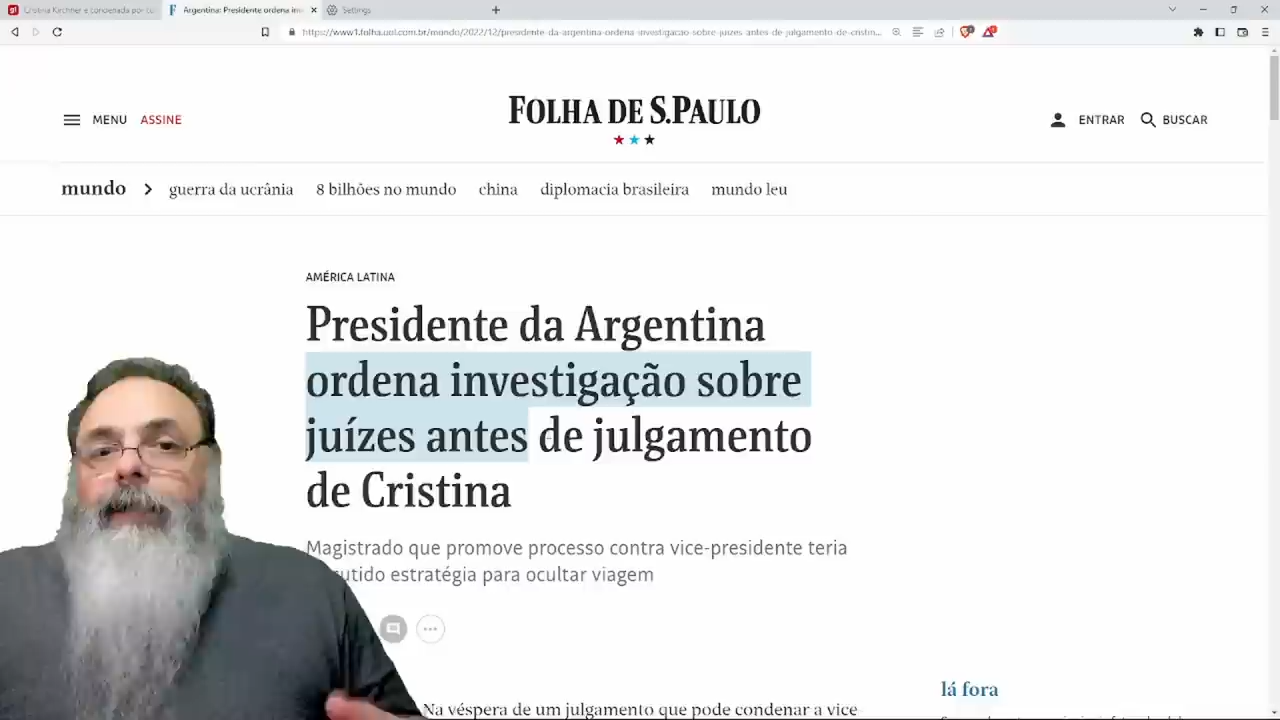 Cristina Kirchner é condenada por
Argentina: Presidente ordena inv
Settings
https://www1.folha.uol.com.br/mundo/2022/12/presidente-da-argentina-ordena-investigacao-sobre-juizes-antes-de-julgamento-de-cristin...
MENU ASSINE
FOLHA DE S.PAULO
ENTRAR BUSCAR
mundo guerra da ucrânia 8 bilhões no mundo china diplomacia brasileira mundo leu
AMÉRICA LATINA
Presidente da Argentina
ordena investigação sobre
juízes antes de julgamento
de Cristina
Magistrado que promove processo contra vice-presidente teria
estratégia para ocultar viagem
lá fora
Na véspera de um julgamento que pode condenar a vice